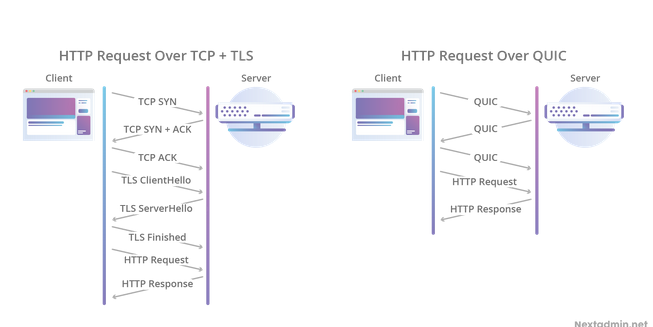 HTTP Request Over TCP + TLS
Client
Server
TCP SYN
TCP SYN + ACK
TCP ACK
TLS ClientHello
TLS ServerHello
TLS Finished
HTTP Request
HTTP Response
HTTP Request Over QUIC
Client
Server
QUIC
QUIC
QUIC
HTTP Request
HTTP Response
Nextadmin.net